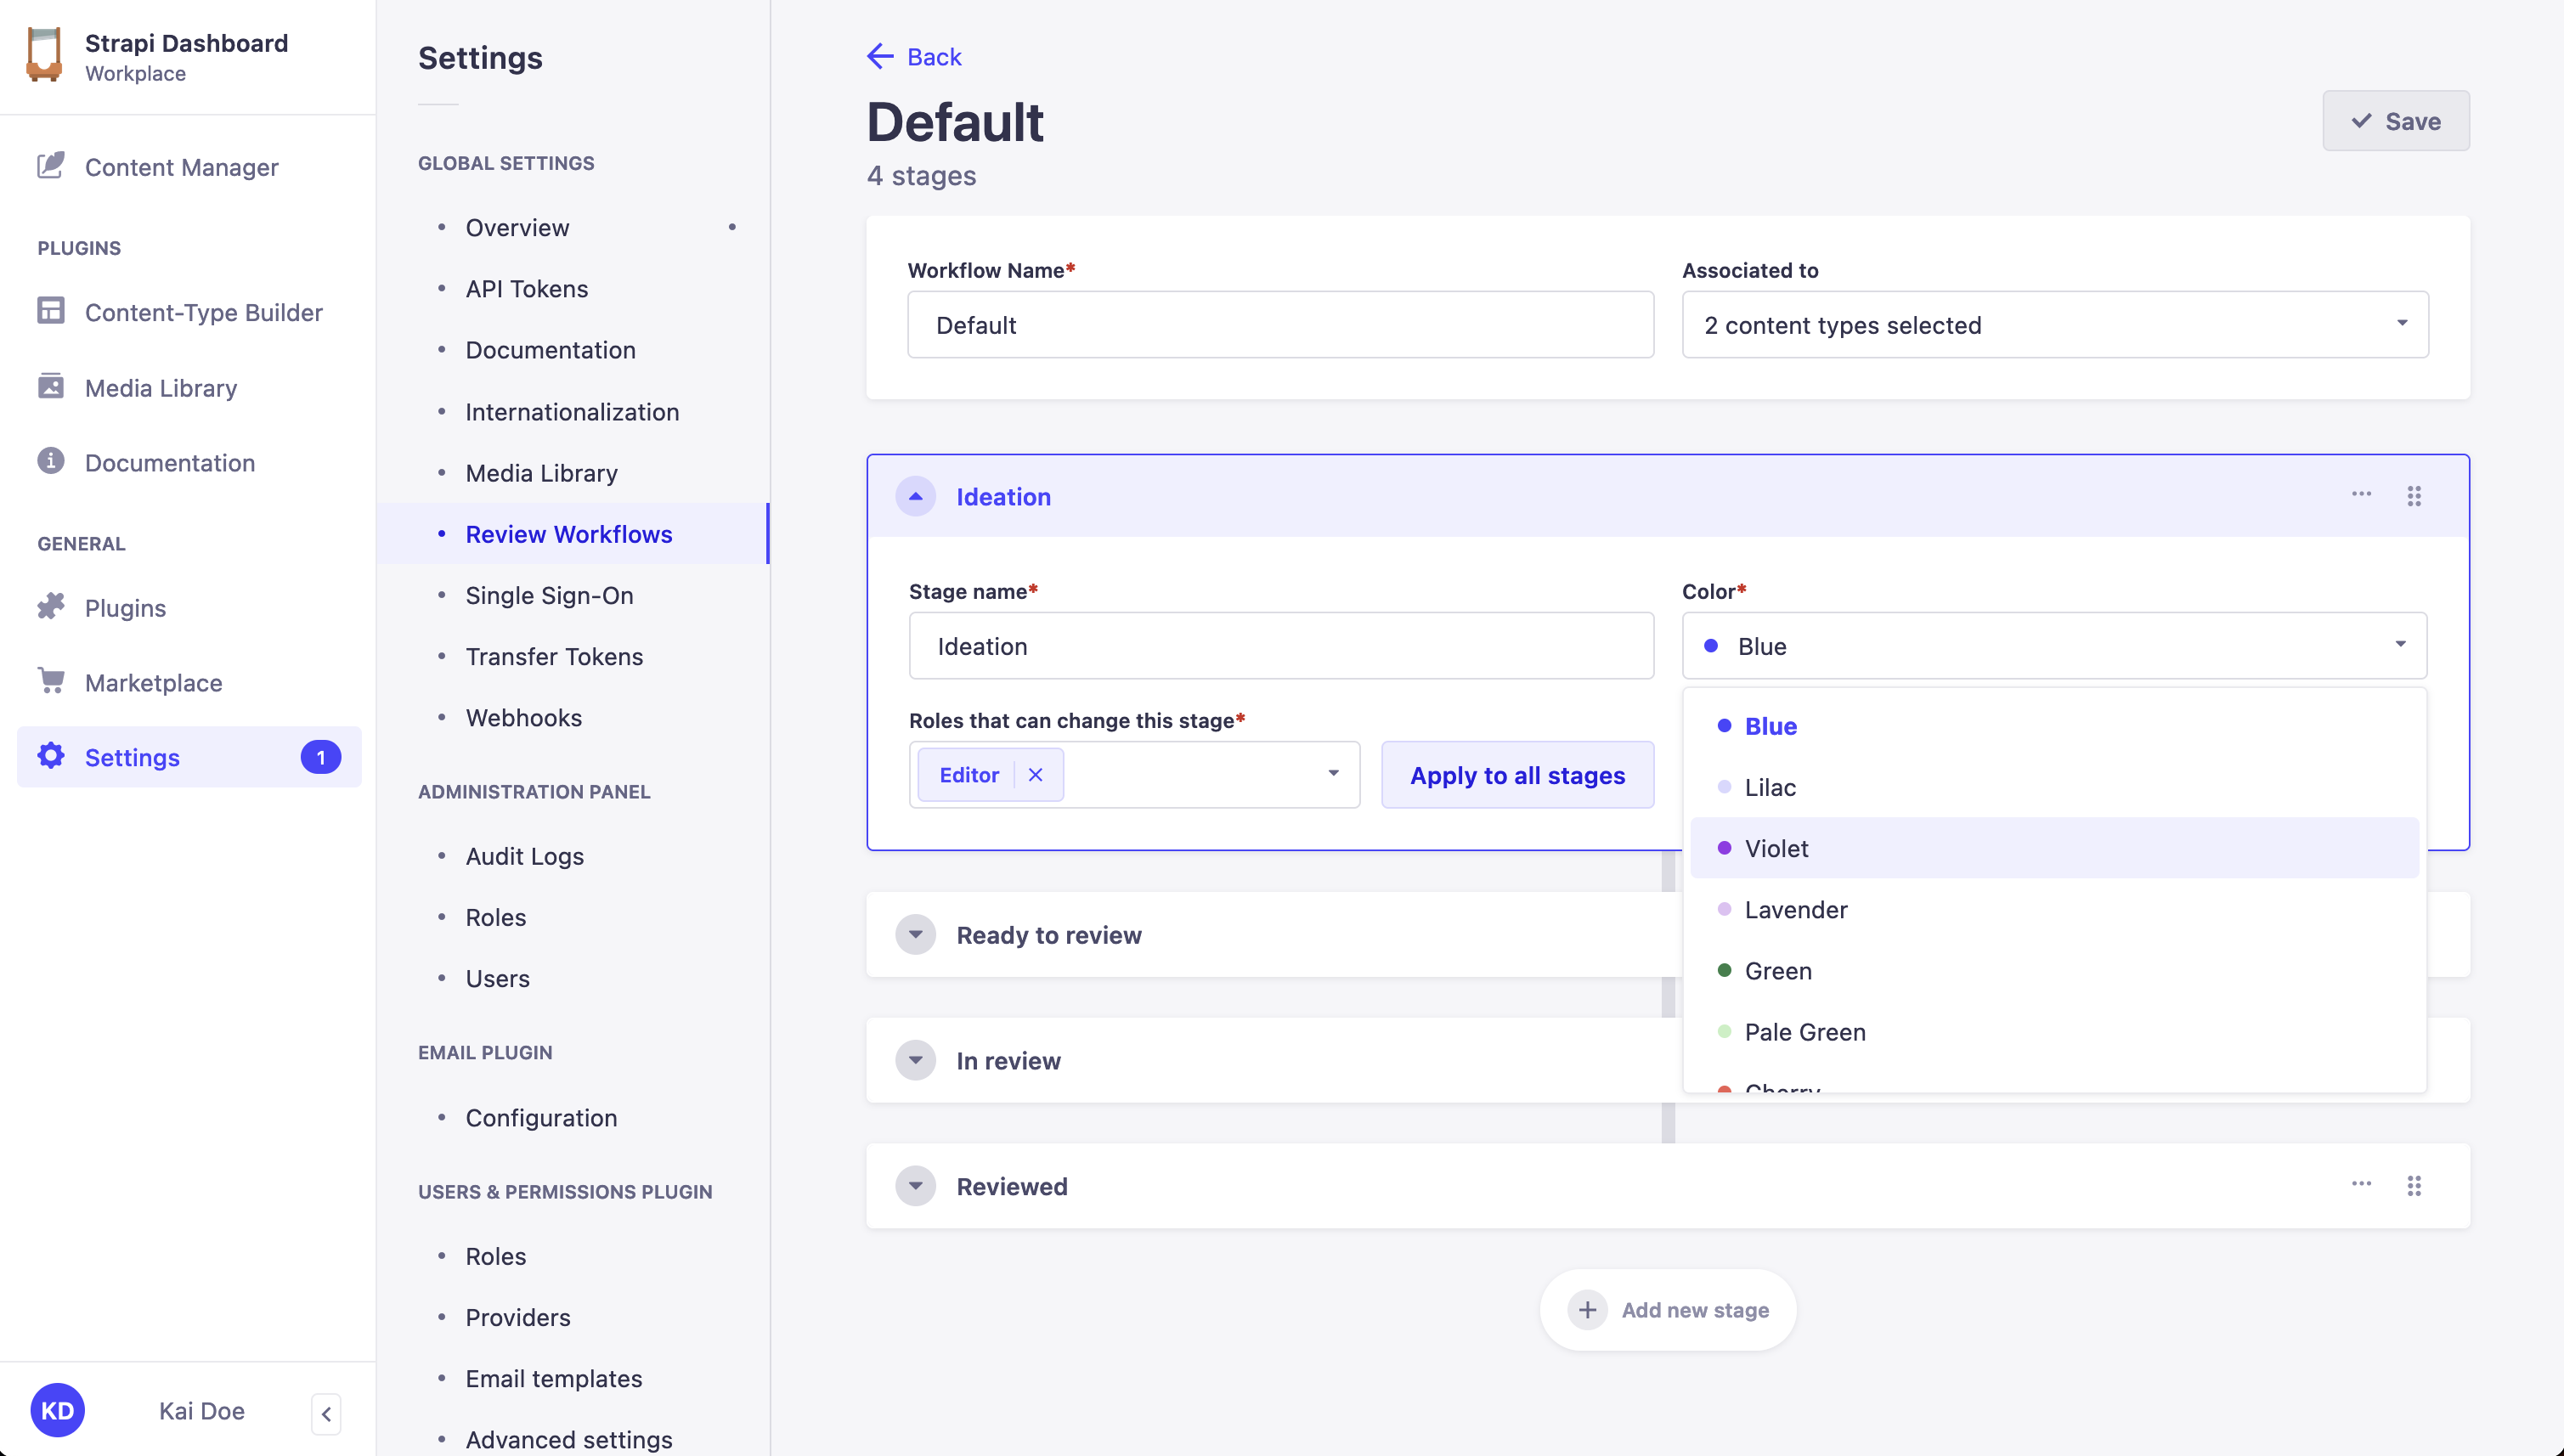 Strapi Dashboard
Workplace
Content Manager
PLUGINS
Content-Type Builder
Media Library
Documentation
GENERAL
Plugins
Marketplace
Settings
1
KD
Kai Doe
Settings
GLOBAL SETTINGS
Overview
API Tokens
Documentation
Internationalization
Media Library
Review Workflows
Single Sign-On
Transfer Tokens
Webhooks
ADMINISTRATION PANEL
Audit Logs
Roles
Users
EMAIL PLUGIN
Configuration
USERS & PERMISSIONS PLUGIN
Roles
Providers
Email templates
Advanced settings
Back
Default
4 stages
Save
Workflow Name*
Default
Associated to
2 content types selected
Ideation
Stage name*
Ideation
Color*
Blue
Roles that can change this stage*
Editor
Apply to all stages
Blue
Lilac
Violet
Lavender
Green
Pale Green
Cherry
Ready to review
In review
Reviewed
Add new stage